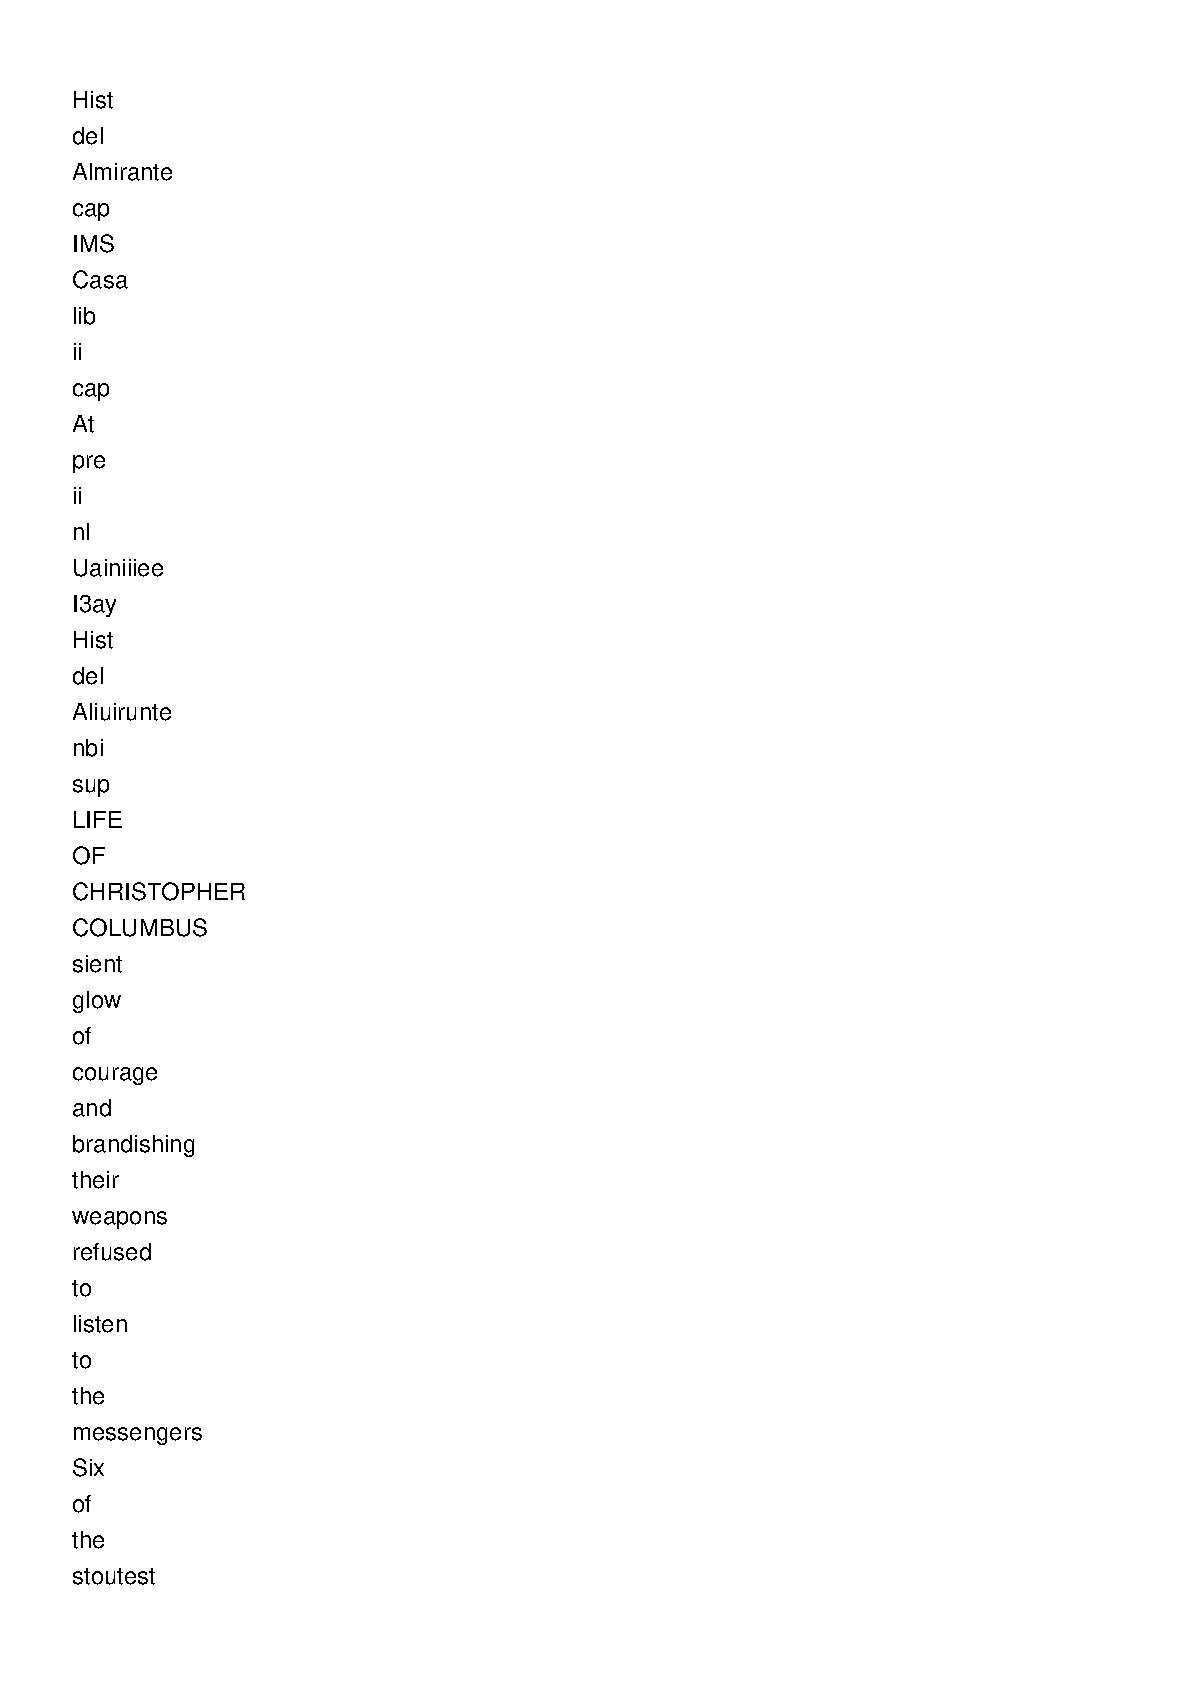 Hist
del
Almirante
cap
IMS
Casa
lib
ii
cap
At
pre
ii
nl
Uainiiiee
I3ay
Hist
del
Aliuirunte
nbi
sup
LIFE
OF
CHRISTOPHER
COLUMBUS
sient
glow
of
courage
and
brandishing
their
weapons
refused
to
listen
to
the
messengers
Six
of
the
stoutest